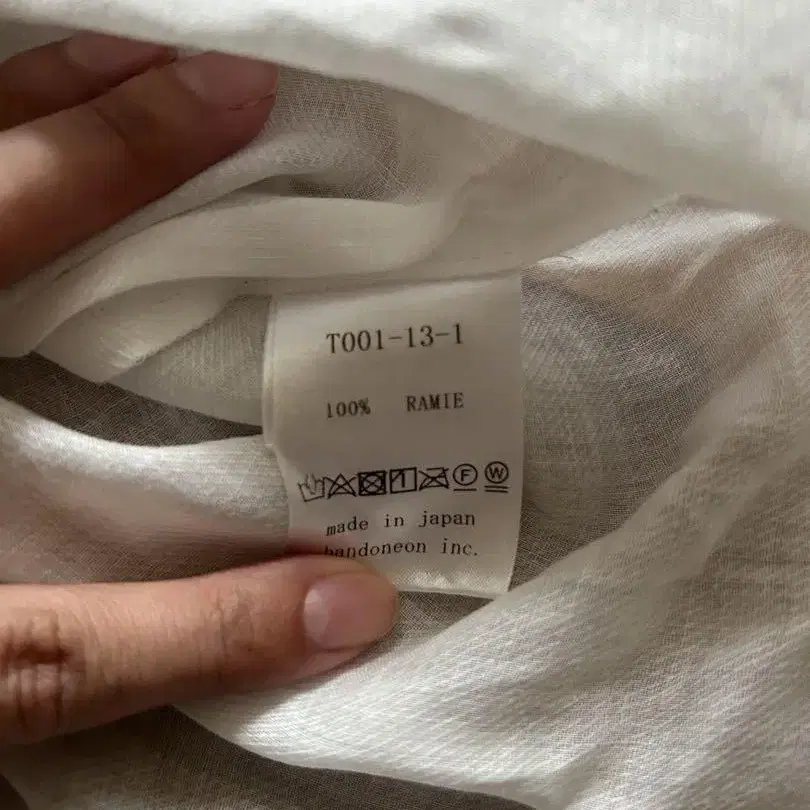 T001-13-1
100% RAMIE
F W
made in japan
bandoneon inc.